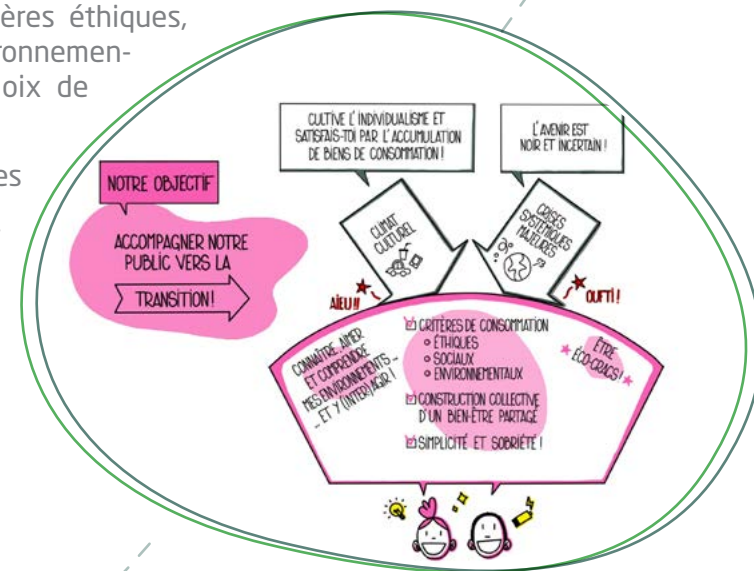 ères éthiques,
ronnemen-
oix de
es
NOTRE OBJECTIF
ACCOMPAGNER NOTRE
PUBLIC VERS LA
TRANSITION !
CULTIVE L'INDIVIDUALISME ET
SATISFAIS-TOI PAR L'ACCUMULATION
DE BIENS DE CONSOMMATION !
L'AVENIR EST
NOIR ET INCERTAIN !
CLIMAT
CULTUREL
CRISES
SYSTÉMIQUES
MAJEURES
AÏEU !!
OUFTI !
CONNAÎTRE, AIMER
ET COMPRENDRE
MES ENVIRONNEMENTS ...
... ET Y (INTER)AGIR !
CRITÈRES DE CONSOMMATION
ÉTHIQUES
SOCIAUX
ENVIRONNEMENTAUX
CONSTRUCTION COLLECTIVE
D'UN BIEN-ÊTRE PARTAGÉ
SIMPLICITÉ ET SOBRIÉTÉ !
ÊTRE
ÉCO-CRACS !